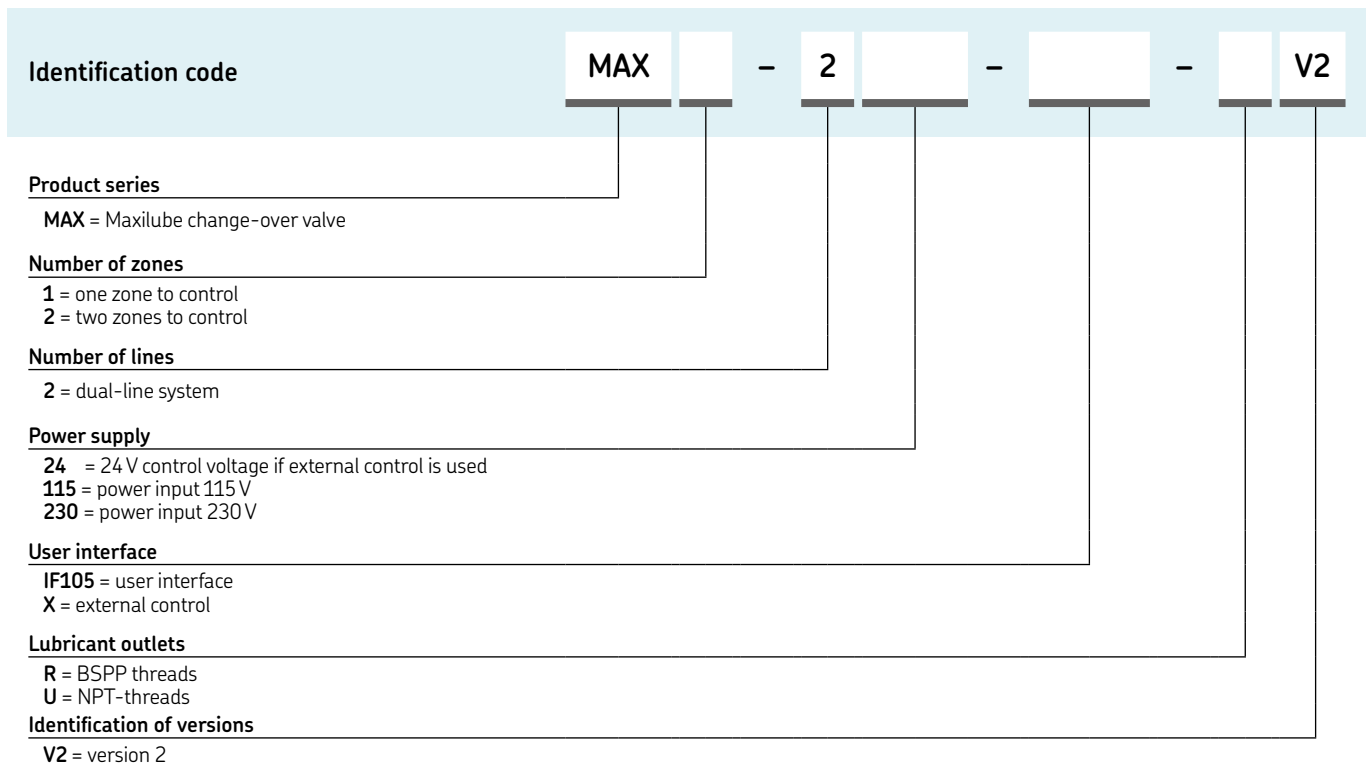 Identification code MAX – 2 – – V2
Product series
MAX = Maxilube change-over valve
Number of zones
1 = one zone to control
2 = two zones to control
Number of lines
2 = dual-line system
Power supply
24 = 24 V control voltage if external control is used
115 = power input 115 V
230 = power input 230 V
User interface
IF105 = user interface
X = external control
Lubricant outlets
R = BSPP threads
U = NPT-threads
Identification of versions
V2 = version 2